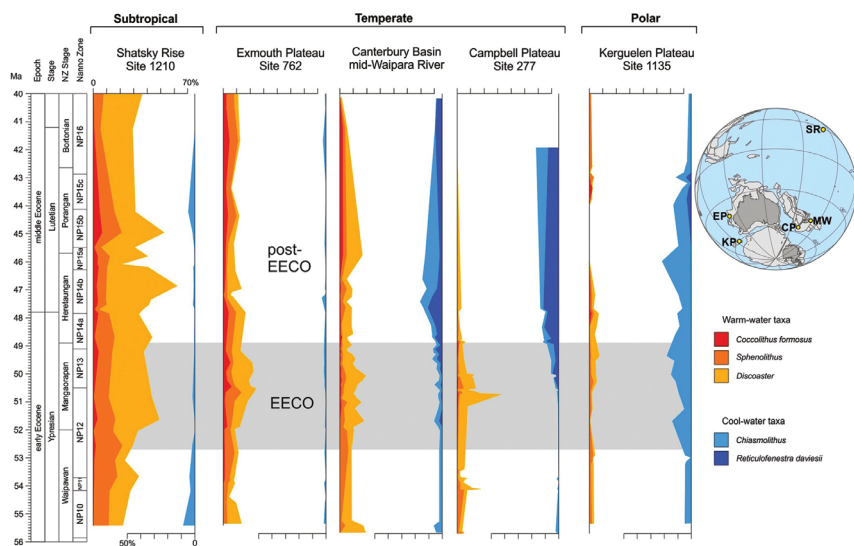 Subtropical
Temperate
Polar
Shatsky Rise
Site 1210
Exmouth Plateau
Site 762
Canterbury Basin
mid-Waipara River
Campbell Plateau
Site 277
Kerguelen Plateau
Site 1135
Ma
Epoch
Stage
NZ Stage
Nanno Zone
0
70%
40
41
42
43
44
45
46
47
48
49
50
51
52
53
54
55
56
middle Eocene
early Eocene
Lutetian
Ypresian
Bortonian
Porangan
Heretaungan
Mangaorapan
Waipawan
NP16
NP15c
NP15b
NP15a
NP14b
NP14a
NP13
NP12
NP11
NP10
post-
EECO
EECO
50%
0
SR
EP
CP
MW
KP
Warm-water taxa
Coccolithus formosus
Sphenolithus
Discoaster
Cool-water taxa
Chiasmolithus
Reticulofenestra daviesii